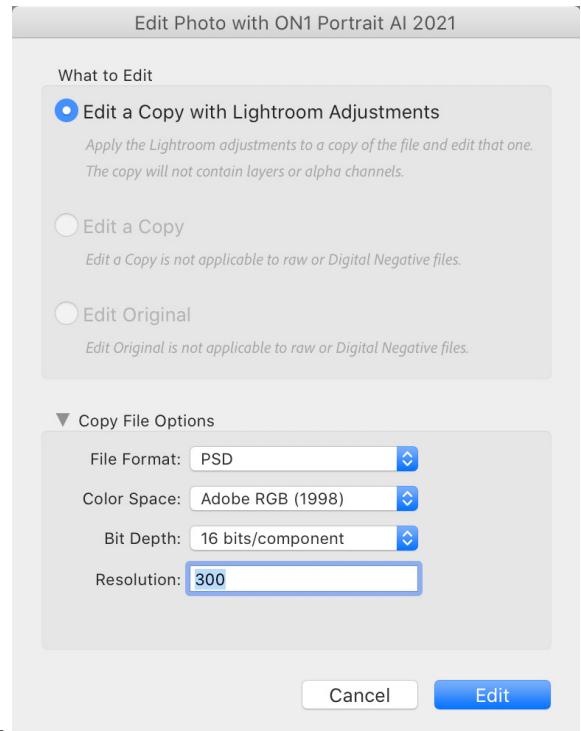 Edit Photo with ON1 Portrait AI 2021
What to Edit
Edit a Copy with Lightroom Adjustments
Apply the Lightroom adjustments to a copy of the file and edit that one.
The copy will not contain layers or alpha channels.
Edit a Copy
Edit a Copy is not applicable to raw or Digital Negative files.
Edit Original
Edit Original is not applicable to raw or Digital Negative files.
Copy File Options
File Format: PSD
Color Space: Adobe RGB (1998)
Bit Depth: 16 bits/component
Resolution: 300
Cancel Edit